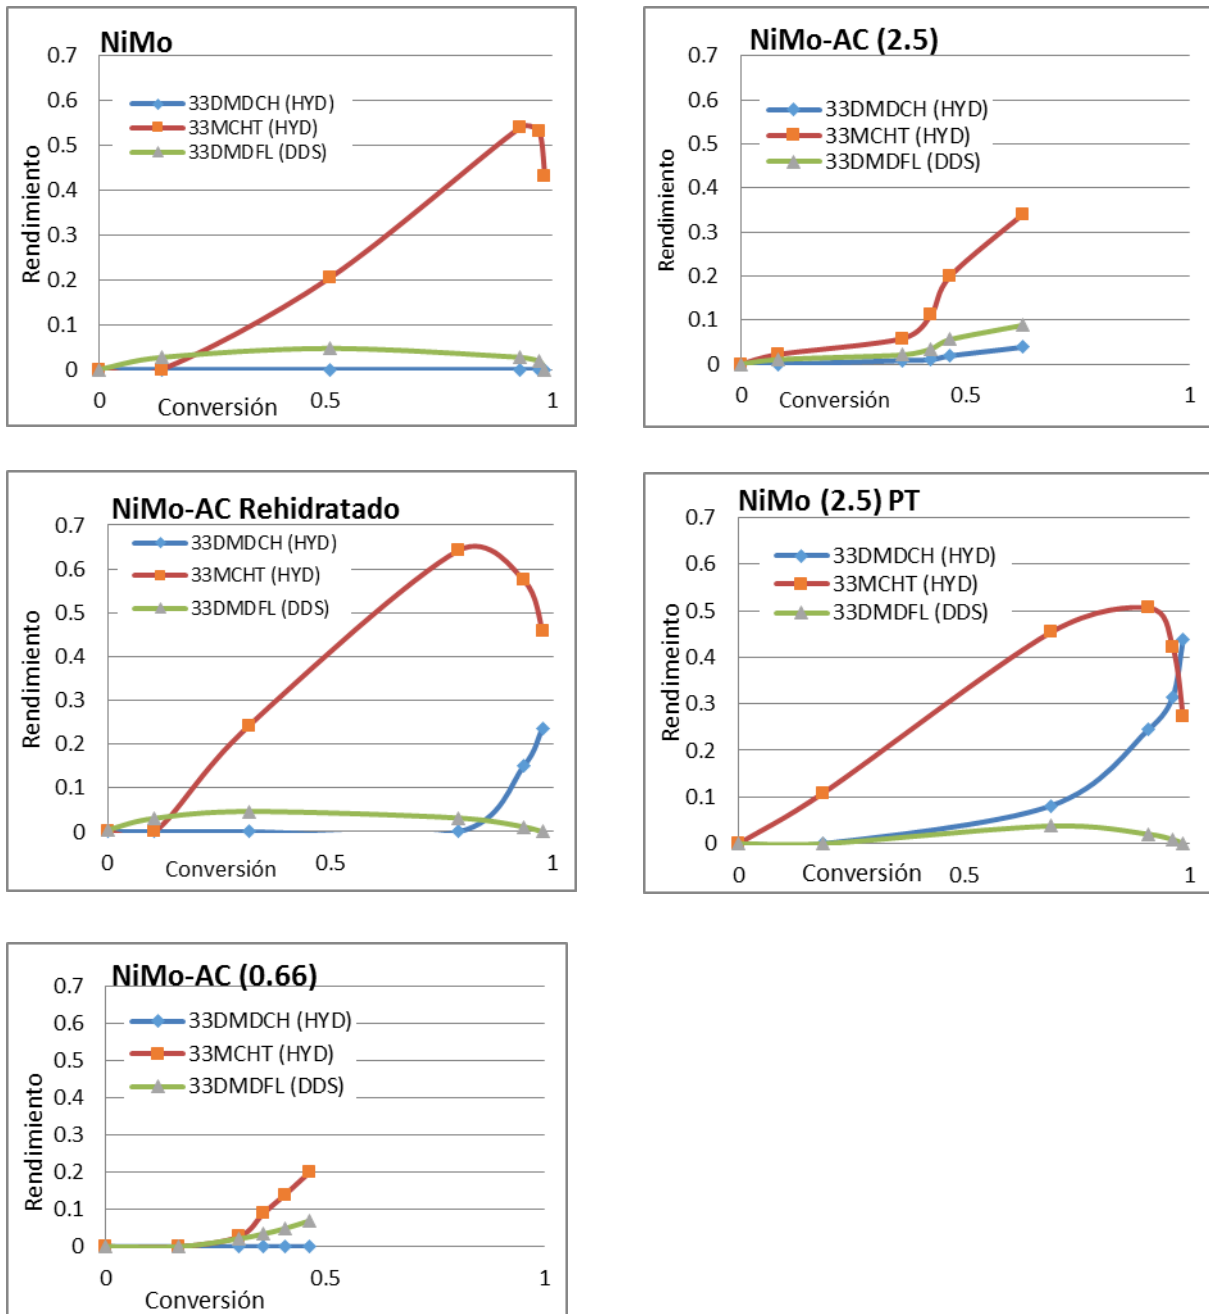 NiMo
0.7
0.6
0.5
0.4
0.3
0.2
0.1
0
Rendimiento
33DMDCH (HYD)
33MCHT (HYD)
33DMDFL (DDS)
0
0.5
1
Conversión
NiMo-AC (2.5)
0.7
0.6
0.5
0.4
0.3
0.2
0.1
0
Rendimiento
33DMDCH (HYD)
33MCHT (HYD)
33DMDFL (DDS)
0
0.5
1
Conversión
NiMo-AC Rehidratado
0.7
0.6
0.5
0.4
0.3
0.2
0.1
0
Rendimiento
33DMDCH (HYD)
33MCHT (HYD)
33DMDFL (DDS)
0
0.5
1
Conversión
NiMo (2.5) PT
0.7
0.6
0.5
0.4
0.3
0.2
0.1
0
Rendimeinto
33DMDCH (HYD)
33MCHT (HYD)
33DMDFL (DDS)
0
0.5
1
Conversión
NiMo-AC (0.66)
0.7
0.6
0.5
0.4
0.3
0.2
0.1
0
Rendimiento
33DMDCH (HYD)
33MCHT (HYD)
33DMDFL (DDS)
0
0.5
1
Conversión